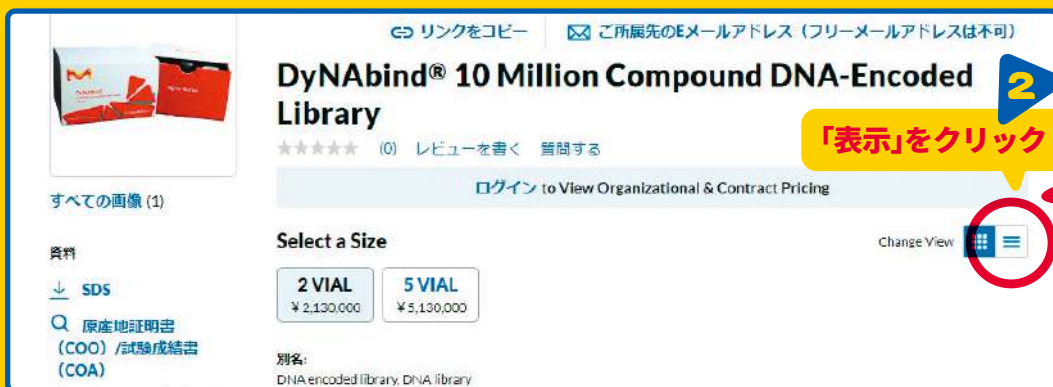 リンクをコピー
ご所属先のEメールアドレス（フリーメールアドレスは不可）
DyNAbind® 10 Million Compound DNA-Encoded
Library
(0) レビューを書く 質問する
2
「表示」をクリック
ログイン to View Organizational & Contract Pricing
すべての画像 (1)
資料
SDS
原産地証明書
（COO）/試験成績書
（COA）
Select a Size
Change View
2 VIAL
¥2,130,000
5 VIAL
¥5,130,000
別名:
DNA encoded library, DNA library